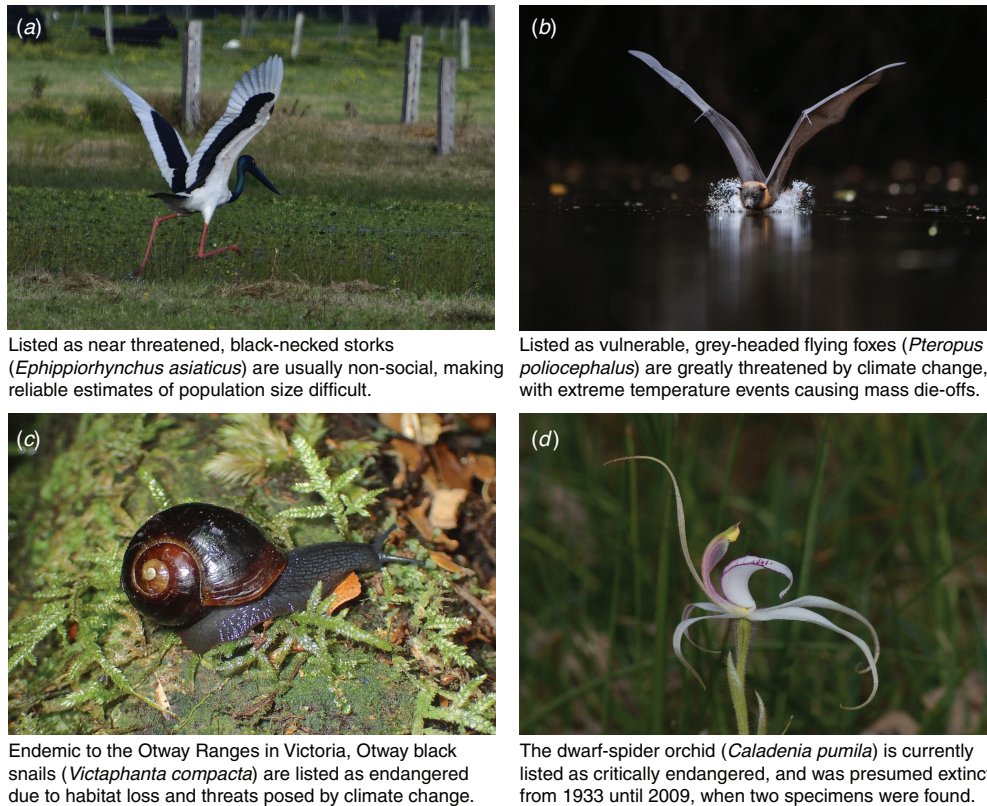 (a)
(b)
Listed as near threatened, black-necked storks
(Ephippiorhynchus asiaticus) are usually non-social, making
reliable estimates of population size difficult.
Listed as vulnerable, grey-headed flying foxes (Pteropus
poliocephalus) are greatly threatened by climate change,
with extreme temperature events causing mass die-offs.
(c)
(d)
Endemic to the Otway Ranges in Victoria, Otway black
snails (Victaphanta compacta) are listed as endangered
due to habitat loss and threats posed by climate change.
The dwarf-spider orchid (Caladenia pumila) is currently
listed as critically endangered, and was presumed extinc
from 1933 until 2009, when two specimens were found.